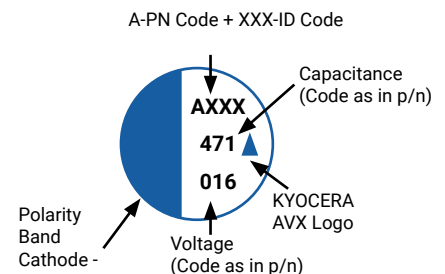 A-PN Code + XXX-ID Code
Capacitance
(Code as in p/n)
AXXX
471
016
KYOCERA
AVX Logo
Polarity
Band
Cathode -
Voltage
(Code as in p/n)